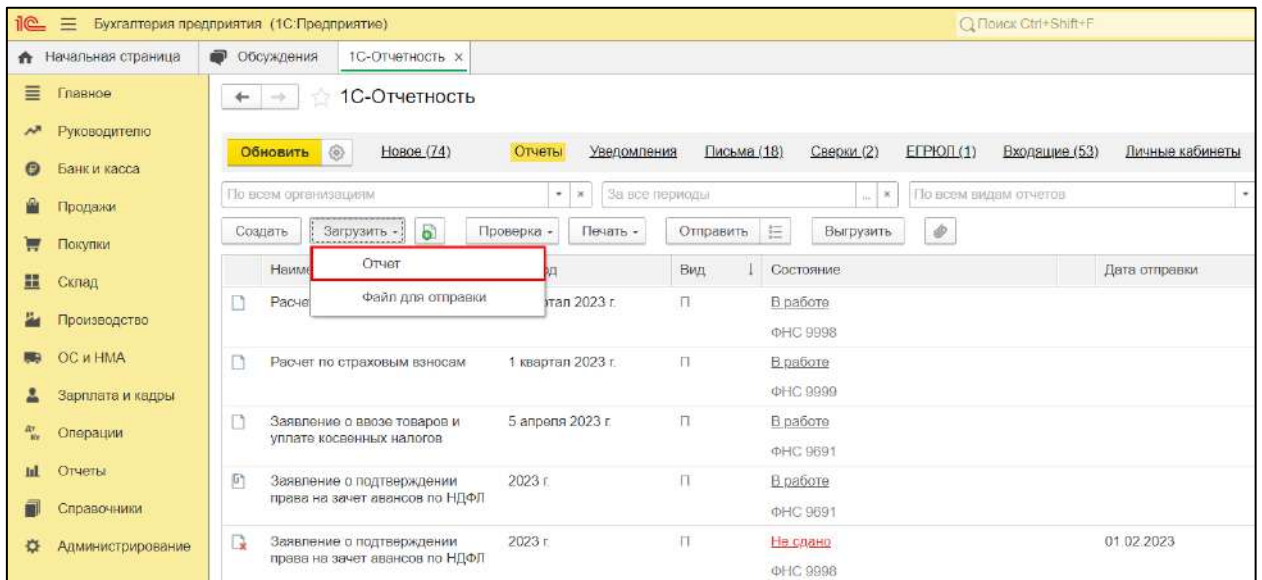 1С Бухгалтерия предприятия (1С:Предприятие) Поиск Ctrl+Shift+F
Начальная страница Обсуждения 1С-Отчетность ×
Главное
Руководителю
Банк и касса
Продажи
Покупки
Склад
Производство
ОС и НМА
Зарплата и кадры
Операции
Отчеты
Справочники
Администрирование
1С-Отчетность
Обновить Новое (74) Отчеты Уведомления Письма (18) Сверки (2) ЕГРЮЛ (1) Входящие (53) Личные кабинеты
По всем организациям За все периоды ... По всем видам отчетов
Создать Загрузить Проверка Печать Отправить Выгрузить
Отчет
Файл для отправки
Вид Состояние Дата отправки
2023 г. П В работе
ФНС 9998
Расчет по страховым взносам 1 квартал 2023 г. П В работе
ФНС 9999
Заявление о ввозе товаров и 5 апреля 2023 г. П В работе
уплате косвенных налогов
ФНС 9691
Заявление о подтверждении 2023 г. П В работе
права на зачет авансов по НДФЛ
ФНС 9691
Заявление о подтверждении 2023 г. П Не сдано 01.02.2023
права на зачет авансов по НДФЛ
ФНС 9998